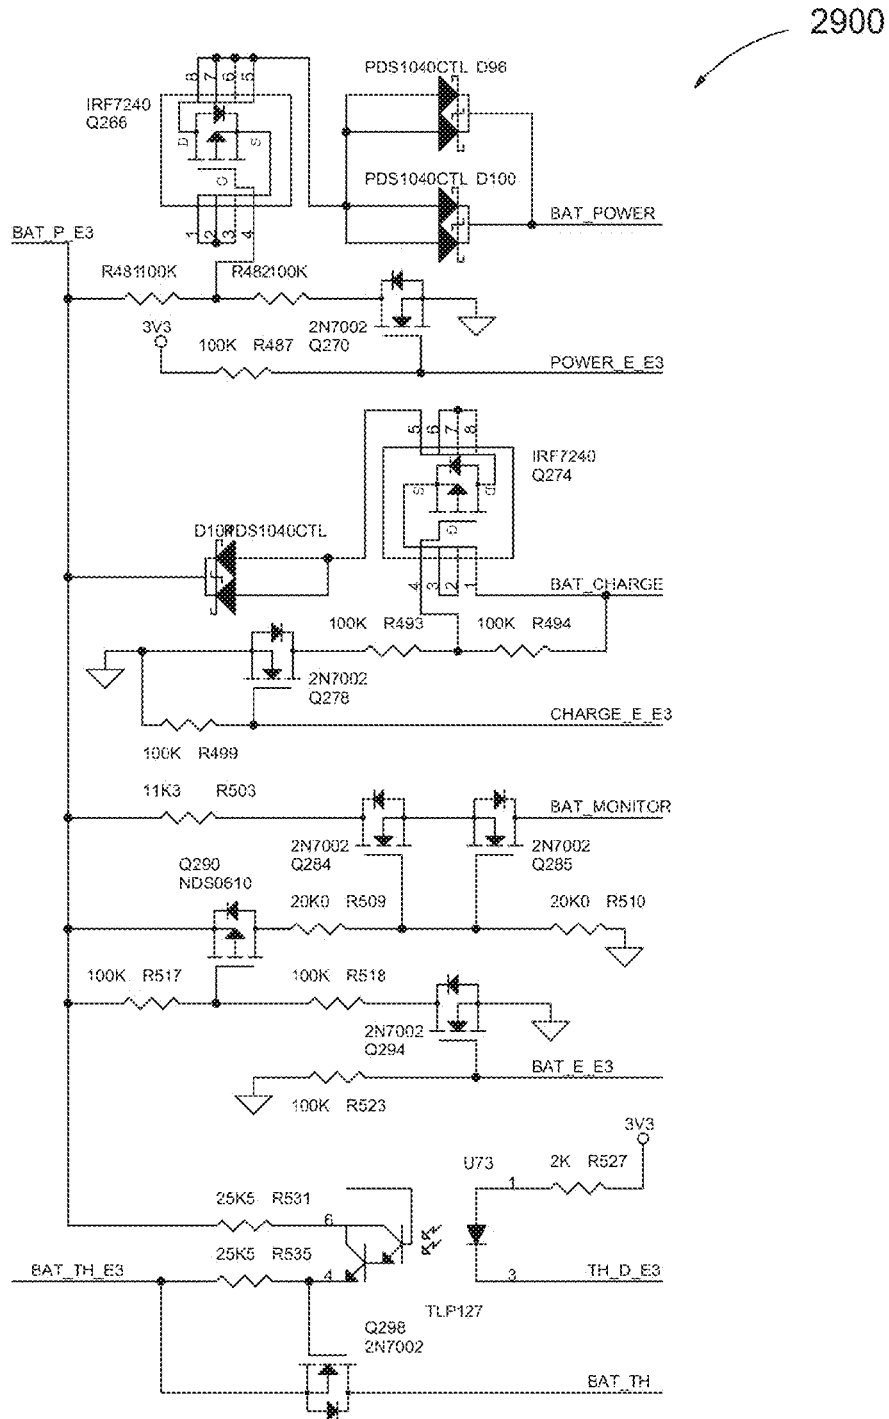 2900
PDS1040CTL D96
8 7 6 5
IRF7240
Q266
D S
G
PDS1040CTL D100
BAT_POWER
1 2 3 4
BAT_P_E3
R481100K R482100K
3V3
2N7002
Q270
100K R487
POWER_E_E3
5 6 7 8
IRF7240
Q274
S D
G
PDS1040CTL
4 3 2 1
BAT_CHARGE
100K R493 100K R494
2N7002
Q278
CHARGE_E_E3
100K R499
11K3 R503
BAT_MONITOR
2N7002
Q284
2N7002
Q285
Q290
NDS0610
20K0 R509
20K0 R510
100K R517
100K R518
2N7002
Q294
BAT_E_E3
100K R523
3V3
U73
2K R527
1
25K5 R531
6
25K5 R535
BAT_TH_E3
4
3
TH_D_E3
TLP127
Q298
2N7002
BAT_TH